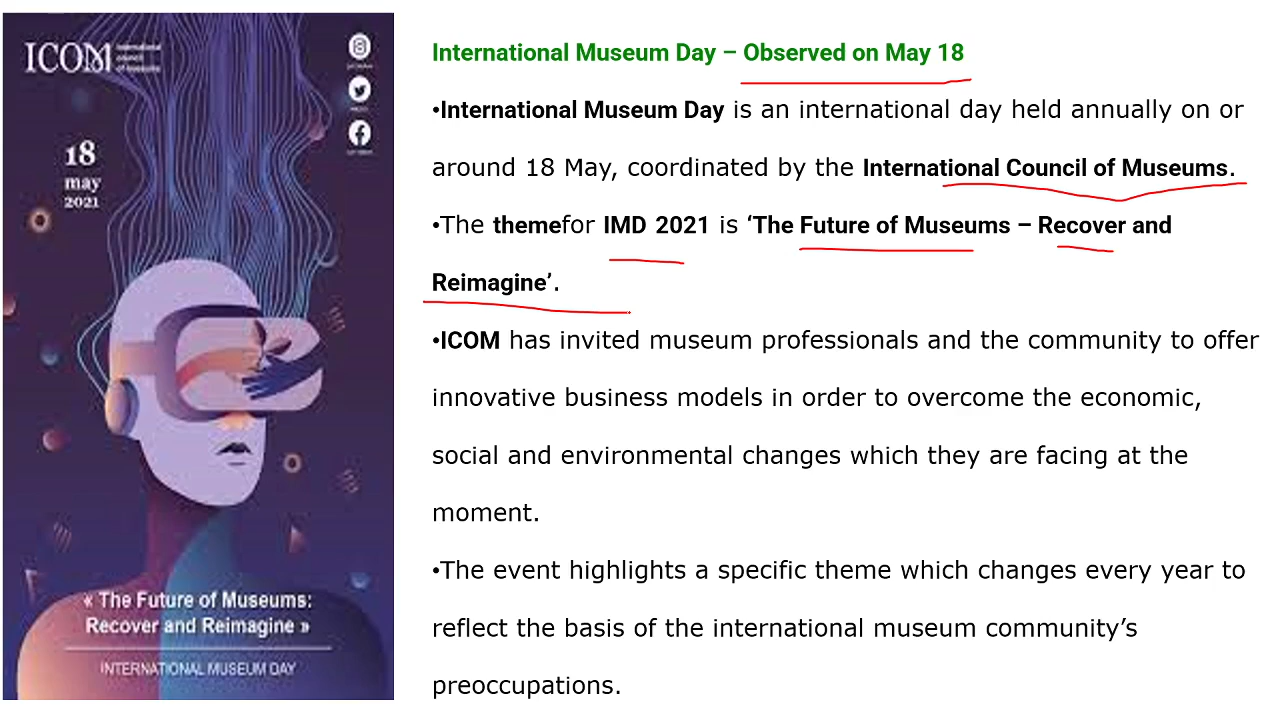 ICOM international
council
of museums
18
may
2021
« The Future of Museums:
Recover and Reimagine »
INTERNATIONAL MUSEUM DAY
International Museum Day – Observed on May 18
•International Museum Day is an international day held annually on or
around 18 May, coordinated by the International Council of Museums.
•The themefor IMD 2021 is ‘The Future of Museums – Recover and
Reimagine’.
•ICOM has invited museum professionals and the community to offer
innovative business models in order to overcome the economic,
social and environmental changes which they are facing at the
moment.
•The event highlights a specific theme which changes every year to
reflect the basis of the international museum community’s
preoccupations.